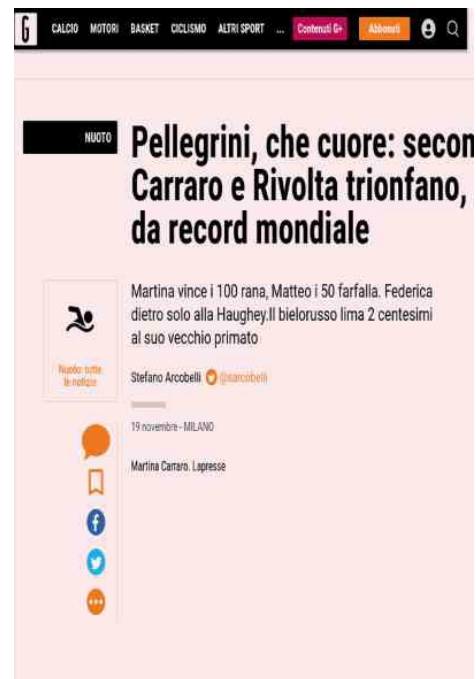 G CALCIO MOTORI BASKET CICLISMO ALTRI SPORT ... Contenuti G+ Abbonati
NUOTO
Pellegrini, che cuore: secon
Carraro e Rivolta trionfano,
da record mondiale
Martina vince i 100 rana, Matteo i 50 farfalla. Federica
dietro solo alla Haughey.Il bielorusso lima 2 centesimi
al suo vecchio primato
Nuoto: tutte
le notizie
Stefano Arcobelli @sarcobelli
19 novembre - MILANO
Martina Carraro. Lapresse